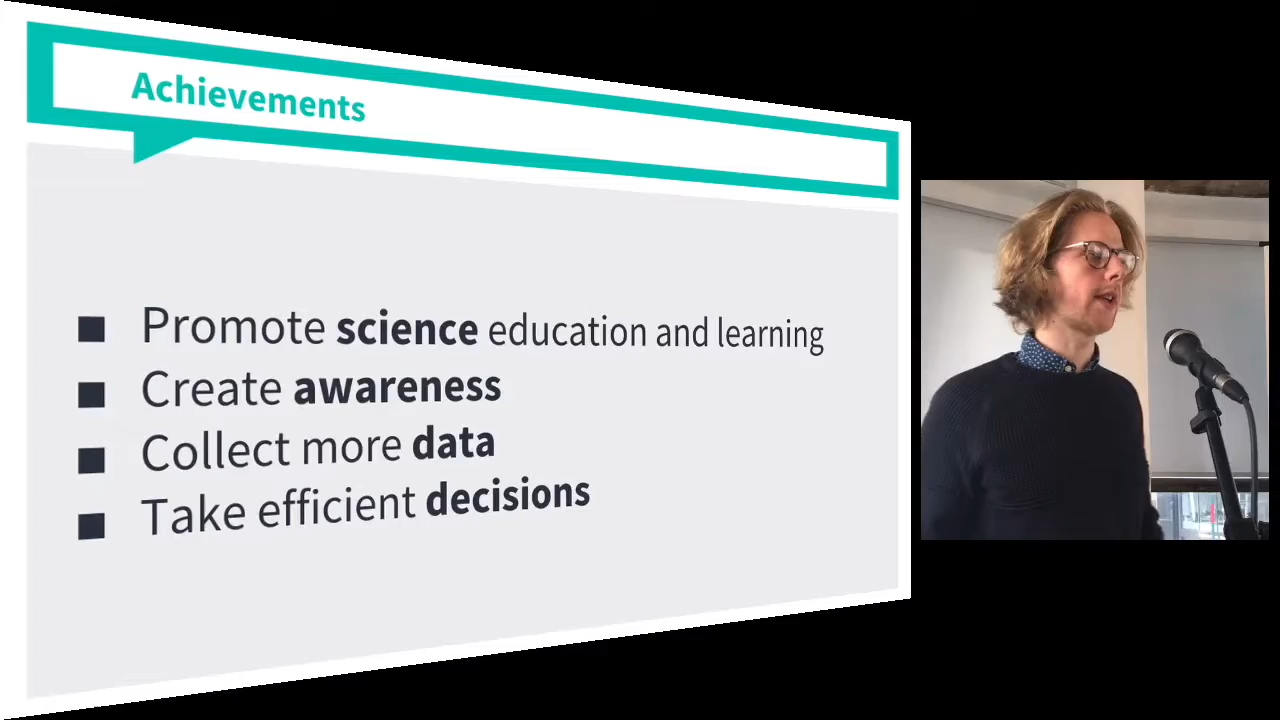 Achievements
Promote science education and learning
Create awareness
Collect more data
Take efficient decisions